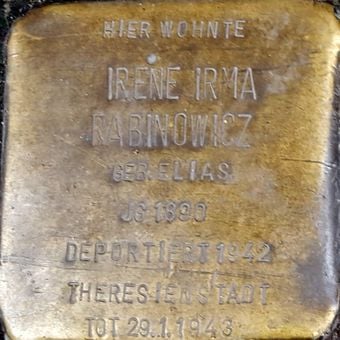 HIER WOHNTE
IRENE IRMA
RABINOWICZ
GEB. ELIAS
JG. 1890
DEPORTIERT 1942
THERESIENSTADT
TOT 29.1.1943